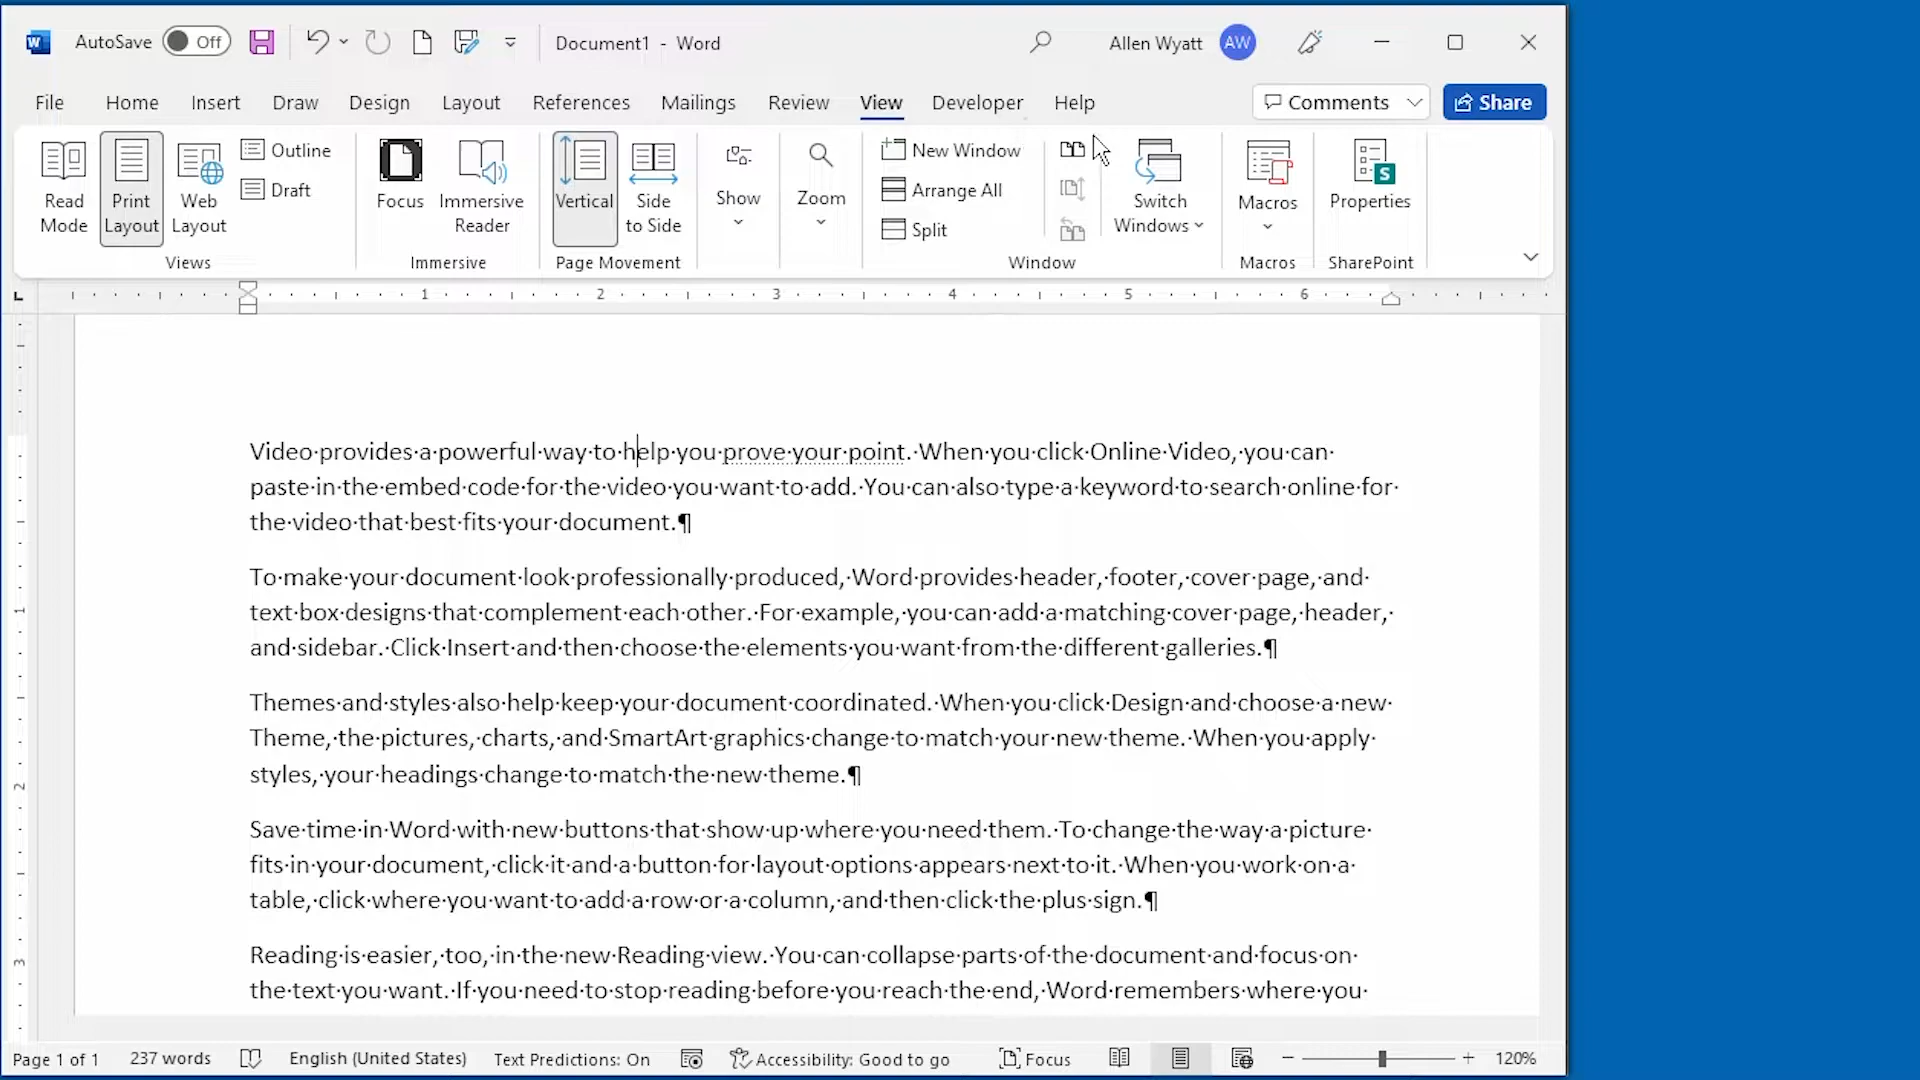 AutoSave Off Document1 - Word Allen Wyatt AW
File Home Insert Draw Design Layout References Mailings Review View Developer Help Comments Share
Read Mode
Print Layout
Web Layout
Outline
Draft
Views
Focus
Immersive Reader
Immersive
Vertical
Side to Side
Page Movement
Show
Zoom
New Window
Arrange All
Split
Switch Windows
Window
Macros
Macros
Properties
SharePoint
1 2 3 4 5 6
Video·provides·a·powerful·way·to·help·you·prove·your·point.·When·you·click·Online·Video,·you·can·
paste·in·the·embed·code·for·the·video·you·want·to·add.·You·can·also·type·a·keyword·to·search·online·for·
the·video·that·best·fits·your·document.¶
To·make·your·document·look·professionally·produced,·Word·provides·header,·footer,·cover·page,·and·
text·box·designs·that·complement·each·other.·For·example,·you·can·add·a·matching·cover·page,·header,·
and·sidebar.·Click·Insert·and·then·choose·the·elements·you·want·from·the·different·galleries.¶
Themes·and·styles·also·help·keep·your·document·coordinated.·When·you·click·Design·and·choose·a·new·
Theme,·the·pictures,·charts,·and·SmartArt·graphics·change·to·match·your·new·theme.·When·you·apply·
styles,·your·headings·change·to·match·the·new·theme.¶
Save·time·in·Word·with·new·buttons·that·show·up·where·you·need·them.·To·change·the·way·a·picture·
fits·in·your·document,·click·it·and·a·button·for·layout·options·appears·next·to·it.·When·you·work·on·a·
table,·click·where·you·want·to·add·a·row·or·a·column,·and·then·click·the·plus·sign.¶
Reading·is·easier,·too,·in·the·new·Reading·view.·You·can·collapse·parts·of·the·document·and·focus·on·
the·text·you·want.·If·you·need·to·stop·reading·before·you·reach·the·end,·Word·remembers·where·you·
1
2
3
Page 1 of 1 237 words English (United States) Text Predictions: On Accessibility: Good to go Focus 120%